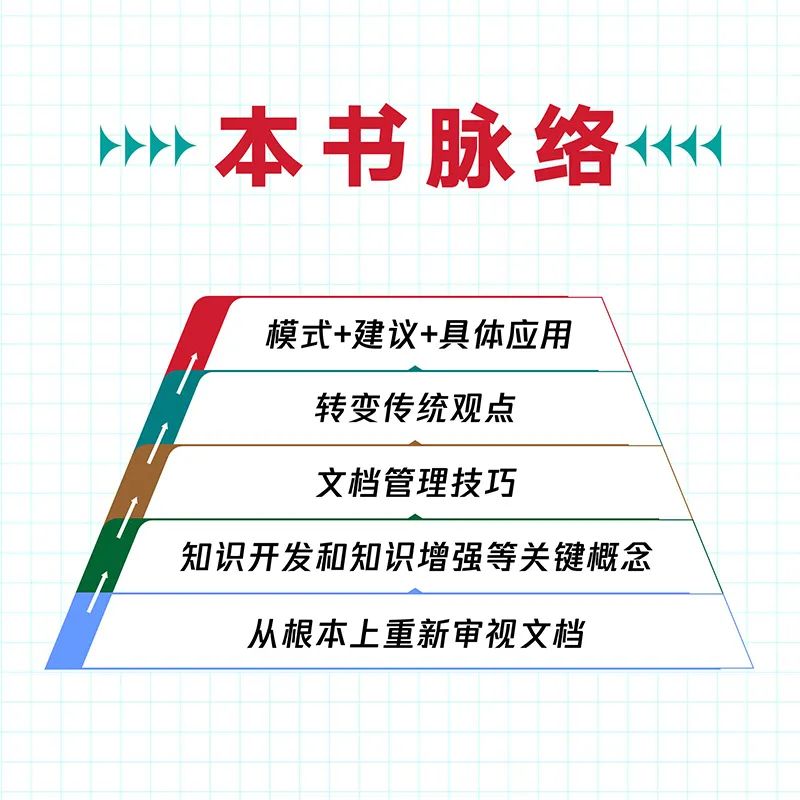 本书脉络
模式+建议+具体应用
转变传统观点
文档管理技巧
知识开发和知识增强等关键概念
从根本上重新审视文档